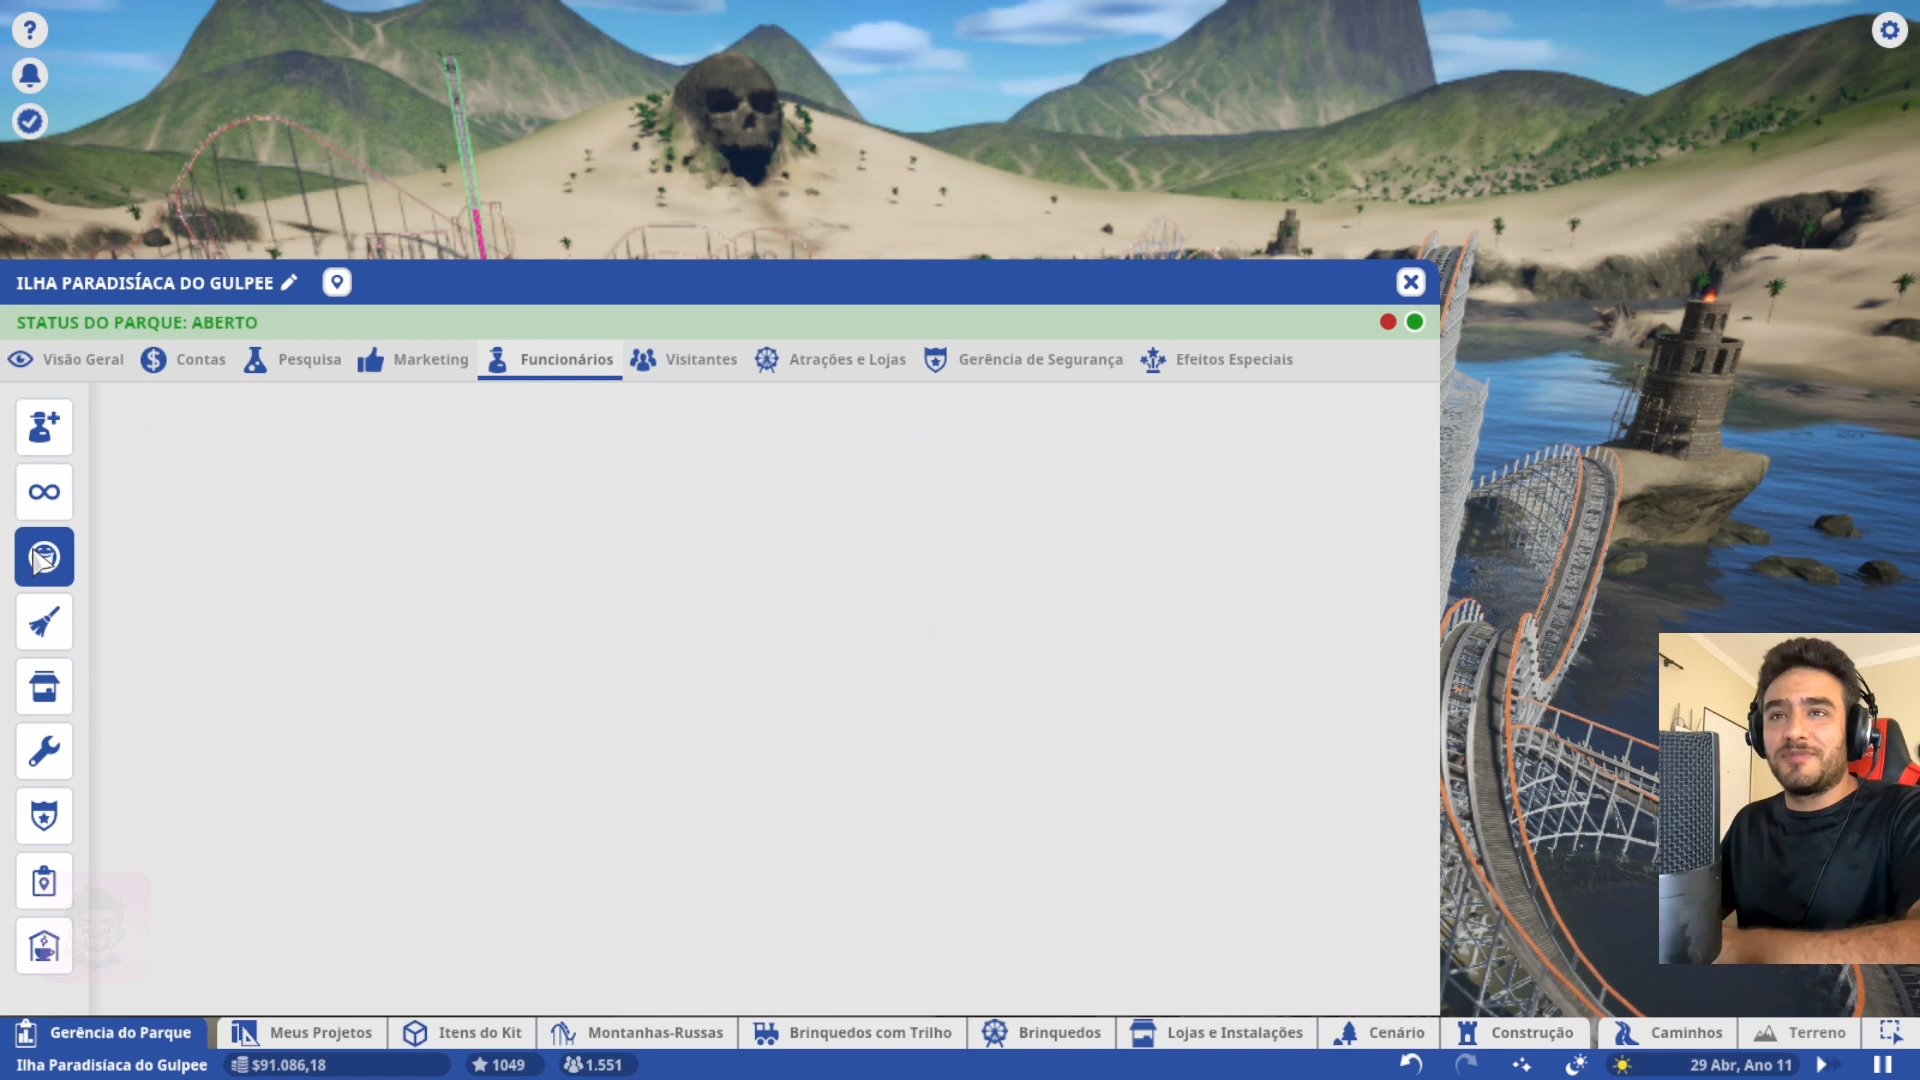 ?
ILHA PARADISÍACA DO GULPEE
STATUS DO PARQUE: ABERTO
Visão Geral
Contas
Pesquisa
Marketing
Funcionários
Visitantes
Atrações e Lojas
Gerência de Segurança
Efeitos Especiais
Gerência do Parque
Meus Projetos
Itens do Kit
Montanhas-Russas
Brinquedos com Trilho
Brinquedos
Lojas e Instalações
Cenário
Construção
Caminhos
Terreno
Ilha Paradisíaca do Gulpee
$91.086,18
1049
1.551
29 Abr, Ano 11